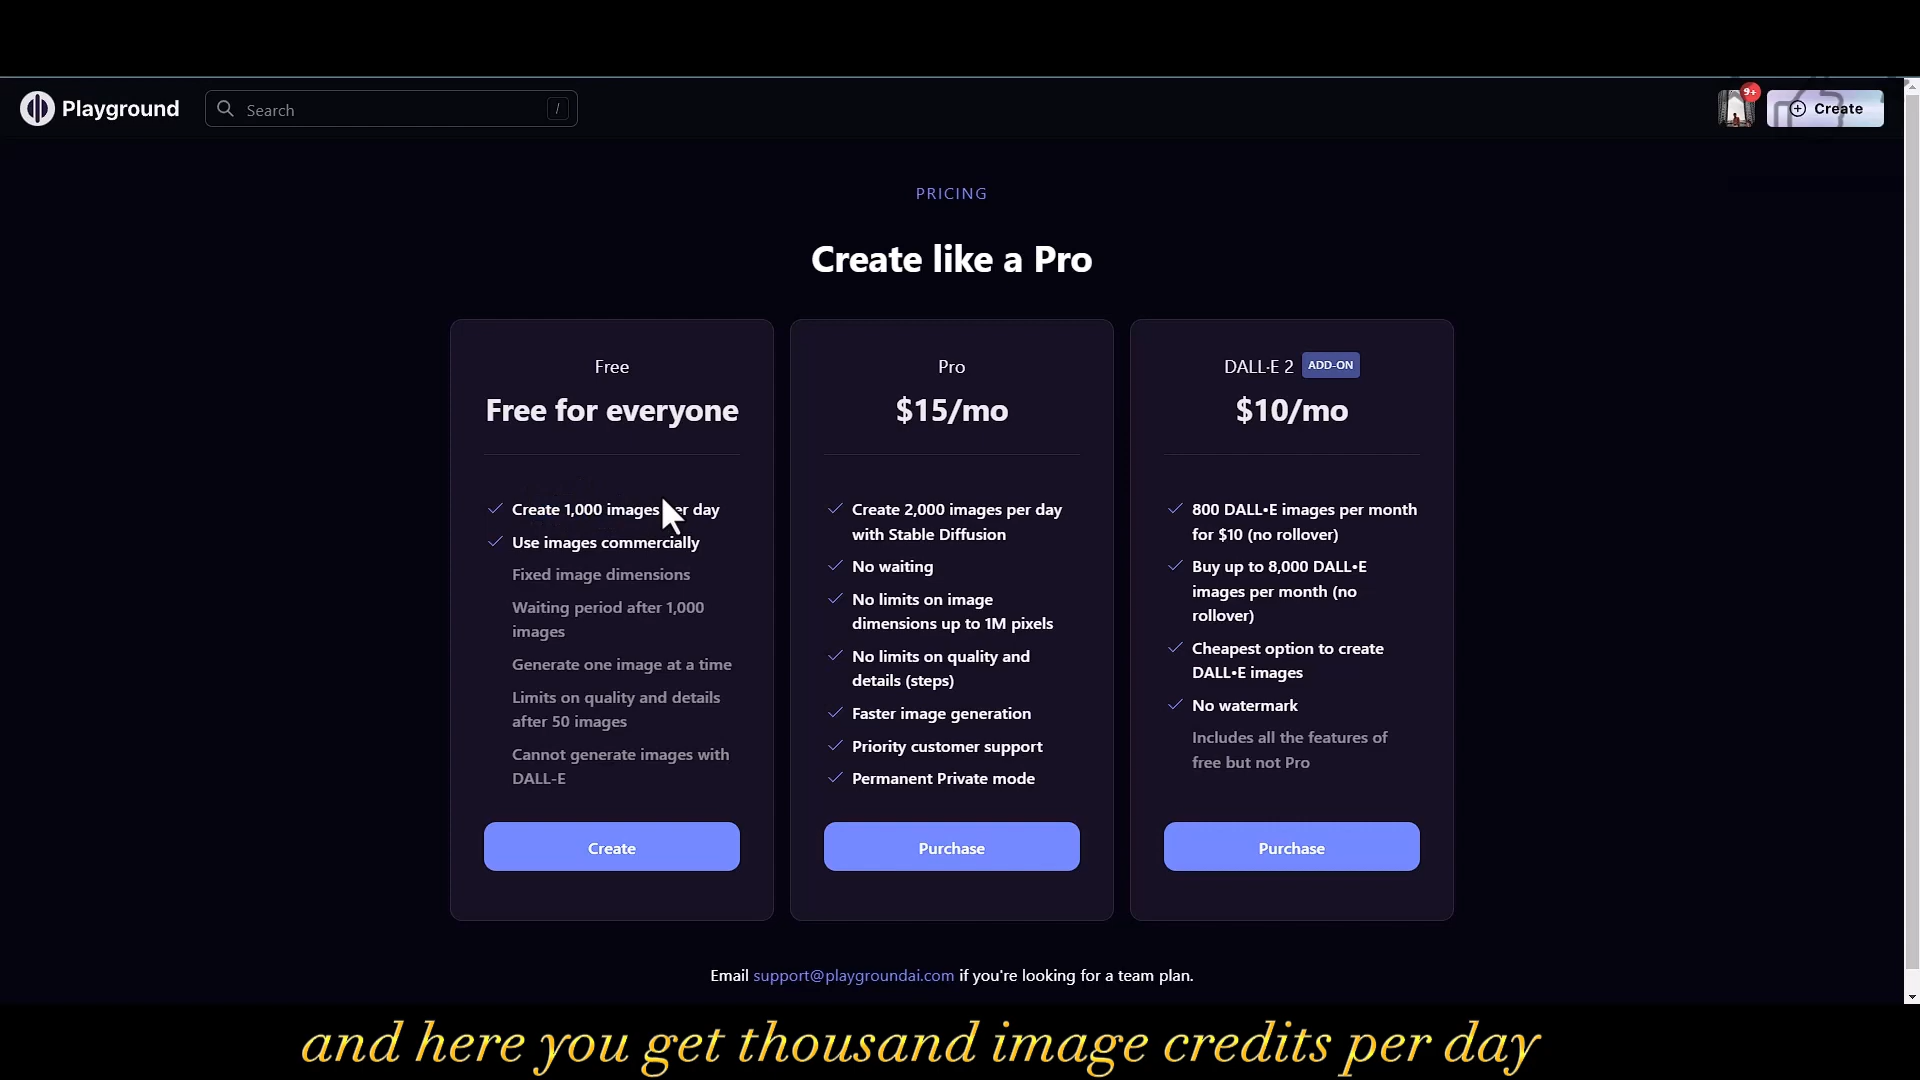 Playground
Search
/
9+
Create
PRICING
Create like a Pro
Free
Free for everyone
Create 1,000 images per day
Use images commercially
Fixed image dimensions
Waiting period after 1,000
images
Generate one image at a time
Limits on quality and details
after 50 images
Cannot generate images with
DALL-E
Create
Pro
$15/mo
Create 2,000 images per day
with Stable Diffusion
No waiting
No limits on image
dimensions up to 1M pixels
No limits on quality and
details (steps)
Faster image generation
Priority customer support
Permanent Private mode
Purchase
DALL·E 2 ADD-ON
$10/mo
800 DALL•E images per month
for $10 (no rollover)
Buy up to 8,000 DALL•E
images per month (no
rollover)
Cheapest option to create
DALL•E images
No watermark
Includes all the features of
free but not Pro
Purchase
Email support@playgroundai.com if you're looking for a team plan.
and here you get thousand image credits per day